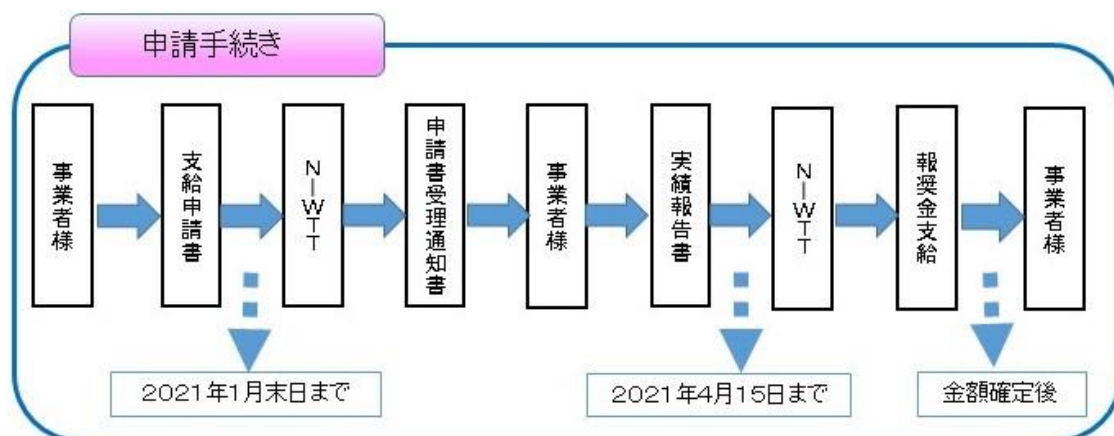 申請手続き
事業者様
支給申請書
NIWTT
申請書受理通知書
事業者様
実績報告書
NIWTT
報奨金支給
事業者様
2021年1月末日まで
2021年4月15日まで
金額確定後